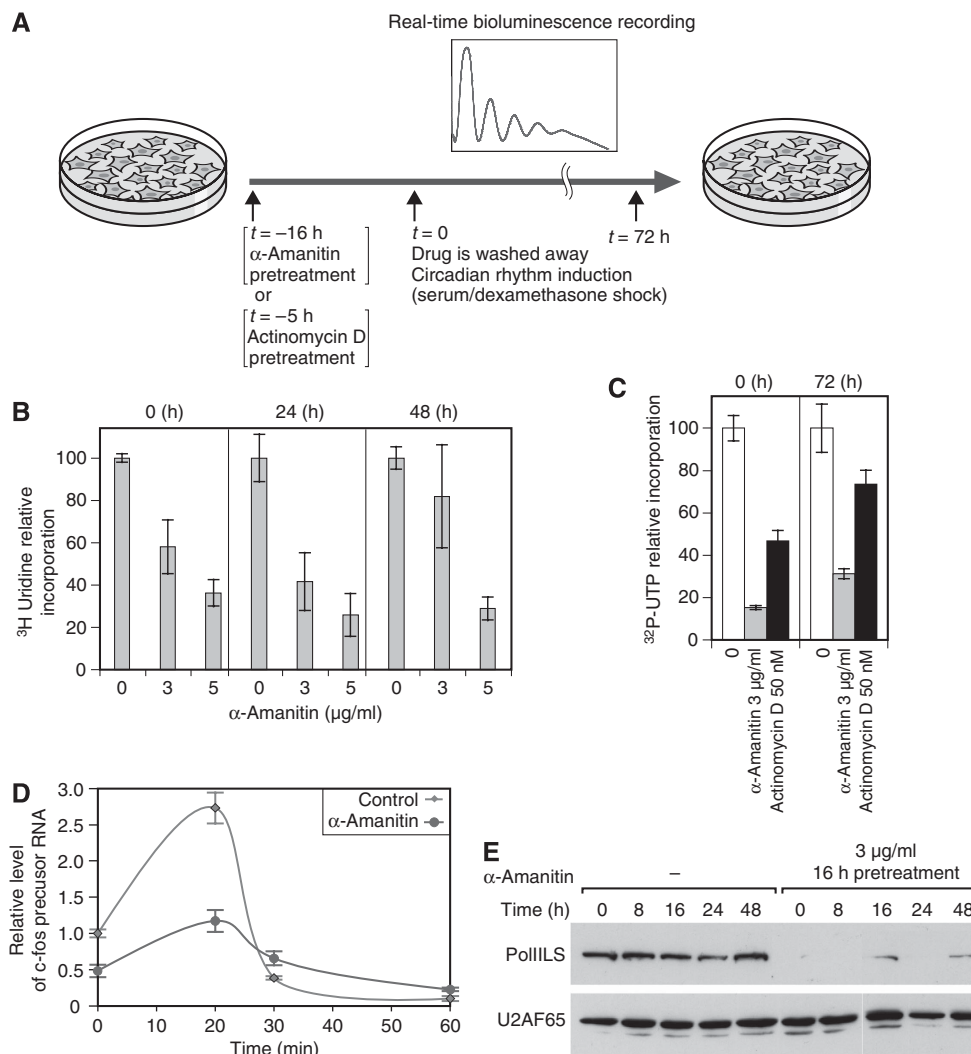 A
Real-time bioluminescence recording
t = –16 h
α-Amanitin
pretreatment
or
t = –5 h
Actinomycin D
pretreatment
t = 0
Drug is washed away
Circadian rhythm induction
(serum/dexamethasone shock)
t = 72 h
B
0 (h) 24 (h) 48 (h)
³H Uridine relative
incorporation
100
80
60
40
20
0
0 3 5 0 3 5 0 3 5
α-Amanitin (μg/ml)
C
0 (h) 72 (h)
³²P-UTP relative incorporation
100
80
60
40
20
0
0
α-Amanitin 3 μg/ml
Actinomycin D 50 nM
0
α-Amanitin 3 μg/ml
Actinomycin D 50 nM
D
Relative level
of c-fos precusor RNA
3.0
2.5
2.0
1.5
1.0
0.5
0
Control
α-Amanitin
0 10 20 30 40 50 60
Time (min)
E
α-Amanitin – 3 μg/ml
16 h pretreatment
Time (h) 0 8 16 24 48 0 8 16 24 48
PolIILS
U2AF65